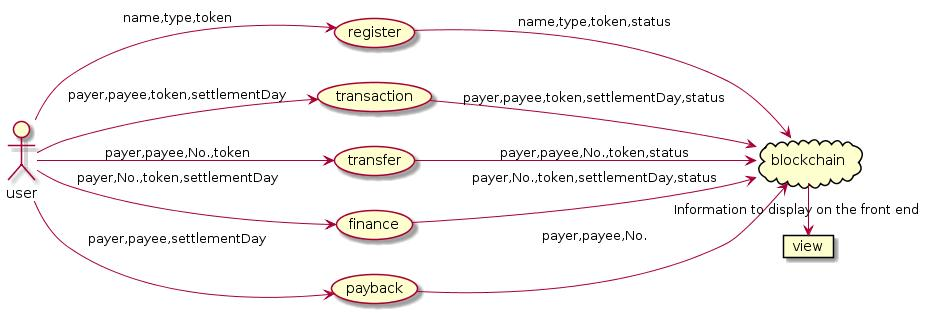 name,type,token
register
name,type,token,status
payer,payee,token,settlementDay
transaction
payer,payee,token,settlementDay,status
payer,payee,No.,token
transfer
payer,payee,No.,token,status
blockchain
user
payer,No.,token,settlementDay
finance
payer,No.,token,settlementDay,status
Information to display on the front end
payer,payee,settlementDay
payer,payee,No.
view
payback